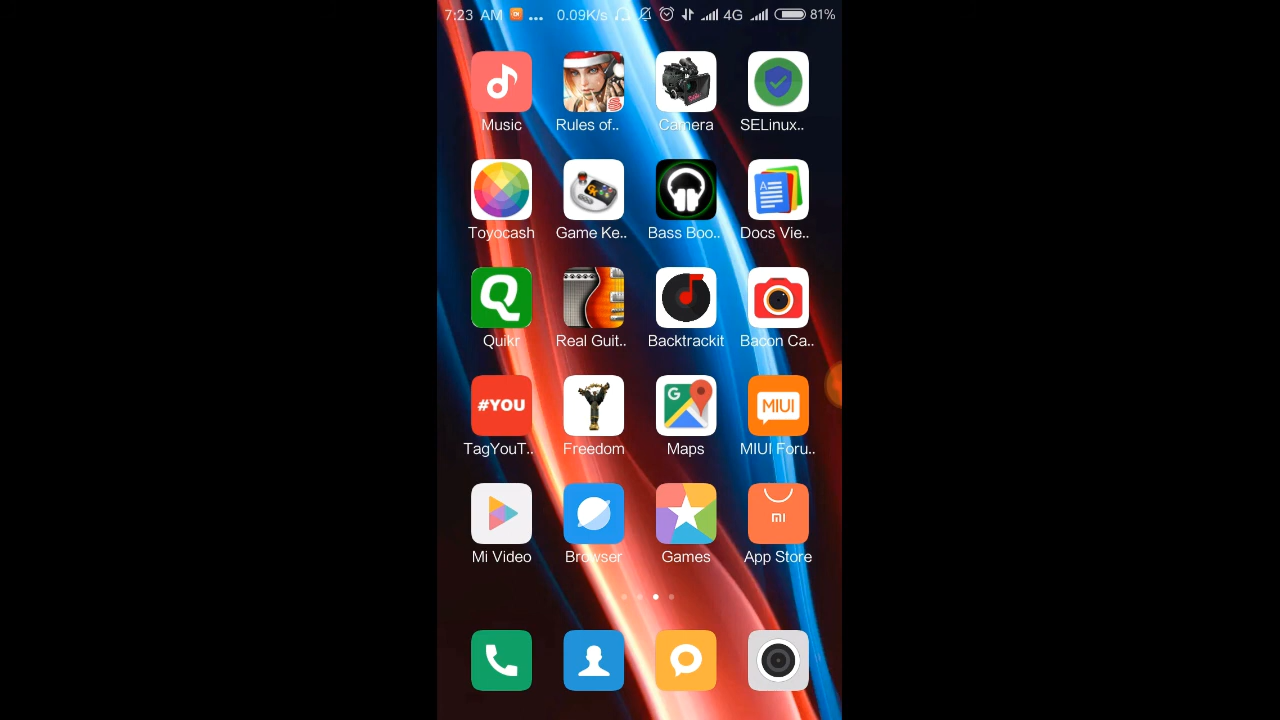 7:23 AM ... 0.09K/s 4G 81%
Music Rules of.. Camera SELinux..
Toyocash Game Ke.. Bass Boo.. Docs Vie..
Quikr Real Guit.. Backtrackit Bacon Ca..
#YOU
MIUI
TagYouT.. Freedom Maps MIUI Foru..
Mi Video Browser Games App Store